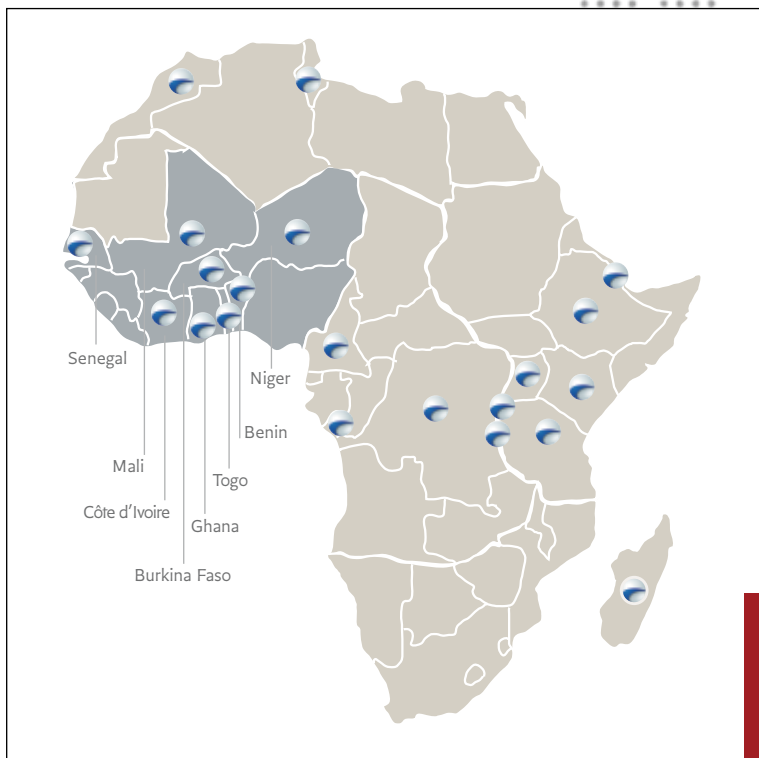 Senegal
Niger
Benin
Mali
Togo
Côte d'Ivoire
Ghana
Burkina Faso